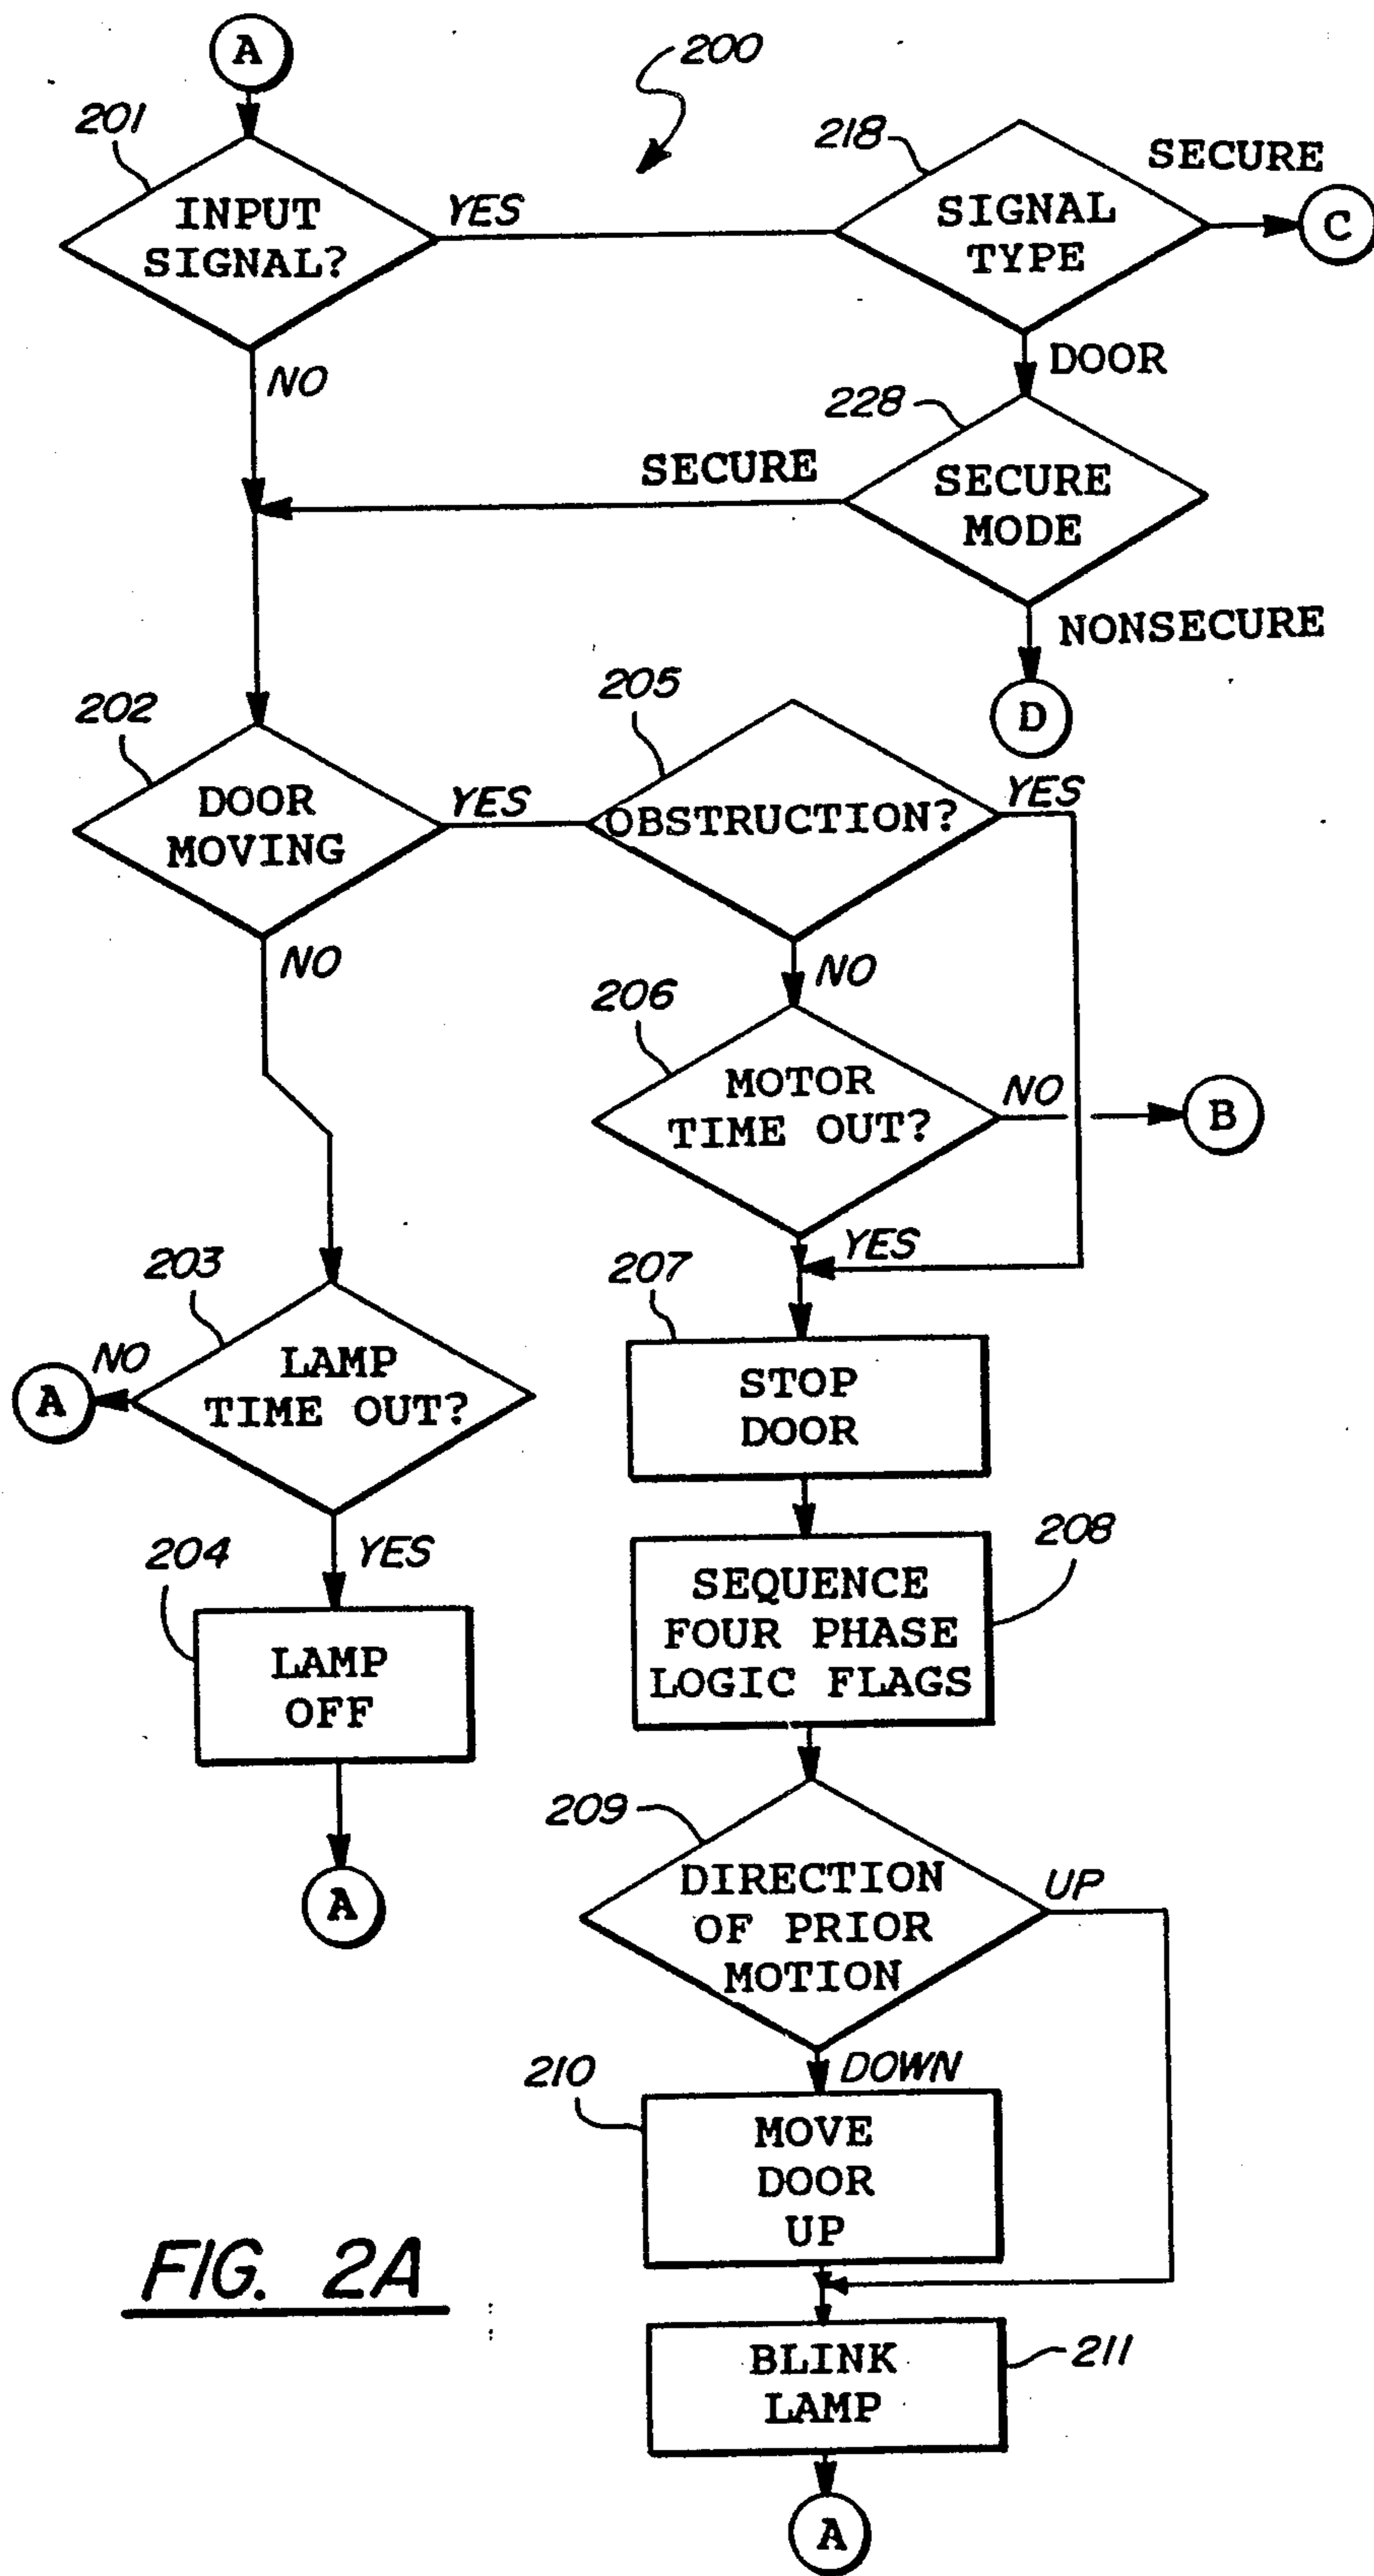 A
200
201
INPUT
SIGNAL?
YES
NO
218
SIGNAL
TYPE
SECURE
C
DOOR
228
SECURE
MODE
SECURE
NONSECURE
D
202
DOOR
MOVING
YES
NO
205
OBSTRUCTION?
YES
NO
206
MOTOR
TIME OUT?
NO
B
YES
203
LAMP
TIME OUT?
NO
A
YES
204
LAMP
OFF
A
207
STOP
DOOR
208
SEQUENCE
FOUR PHASE
LOGIC FLAGS
209
DIRECTION
OF PRIOR
MOTION
UP
DOWN
210
MOVE
DOOR
UP
211
BLINK
LAMP
A
FIG. 2A